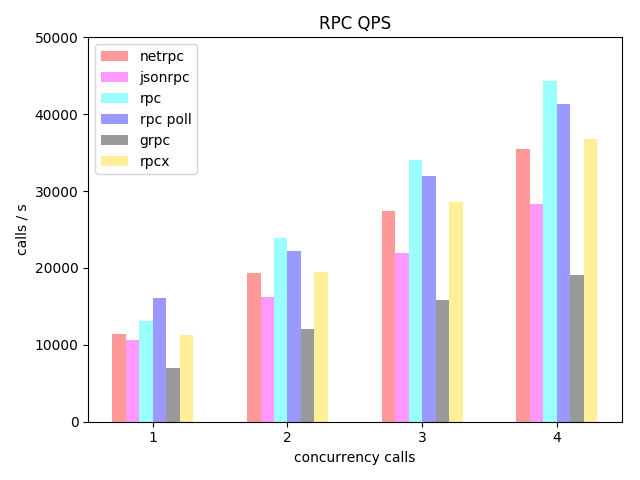 RPC QPS
50000
40000
30000
20000
10000
0
calls / s
netrpc
jsonrpc
rpc
rpc poll
grpc
rpcx
1 2 3 4
concurrency calls